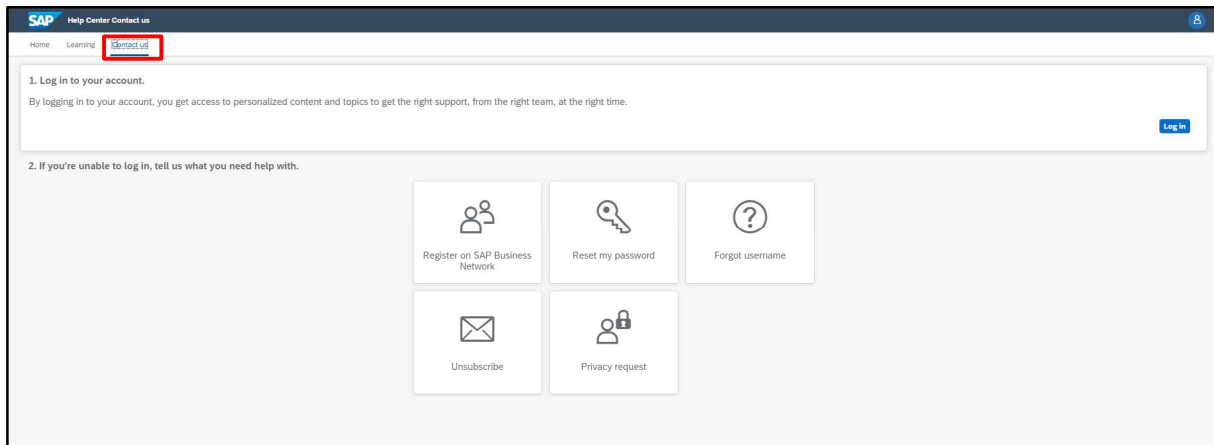 SAP Help Center Contact us
Home Learning Contact us
1. Log in to your account.
By logging in to your account, you get access to personalized content and topics to get the right support, from the right team, at the right time.
Log in
2. If you're unable to log in, tell us what you need help with.
Register on SAP Business
Network
Reset my password
Forgot username
Unsubscribe
Privacy request